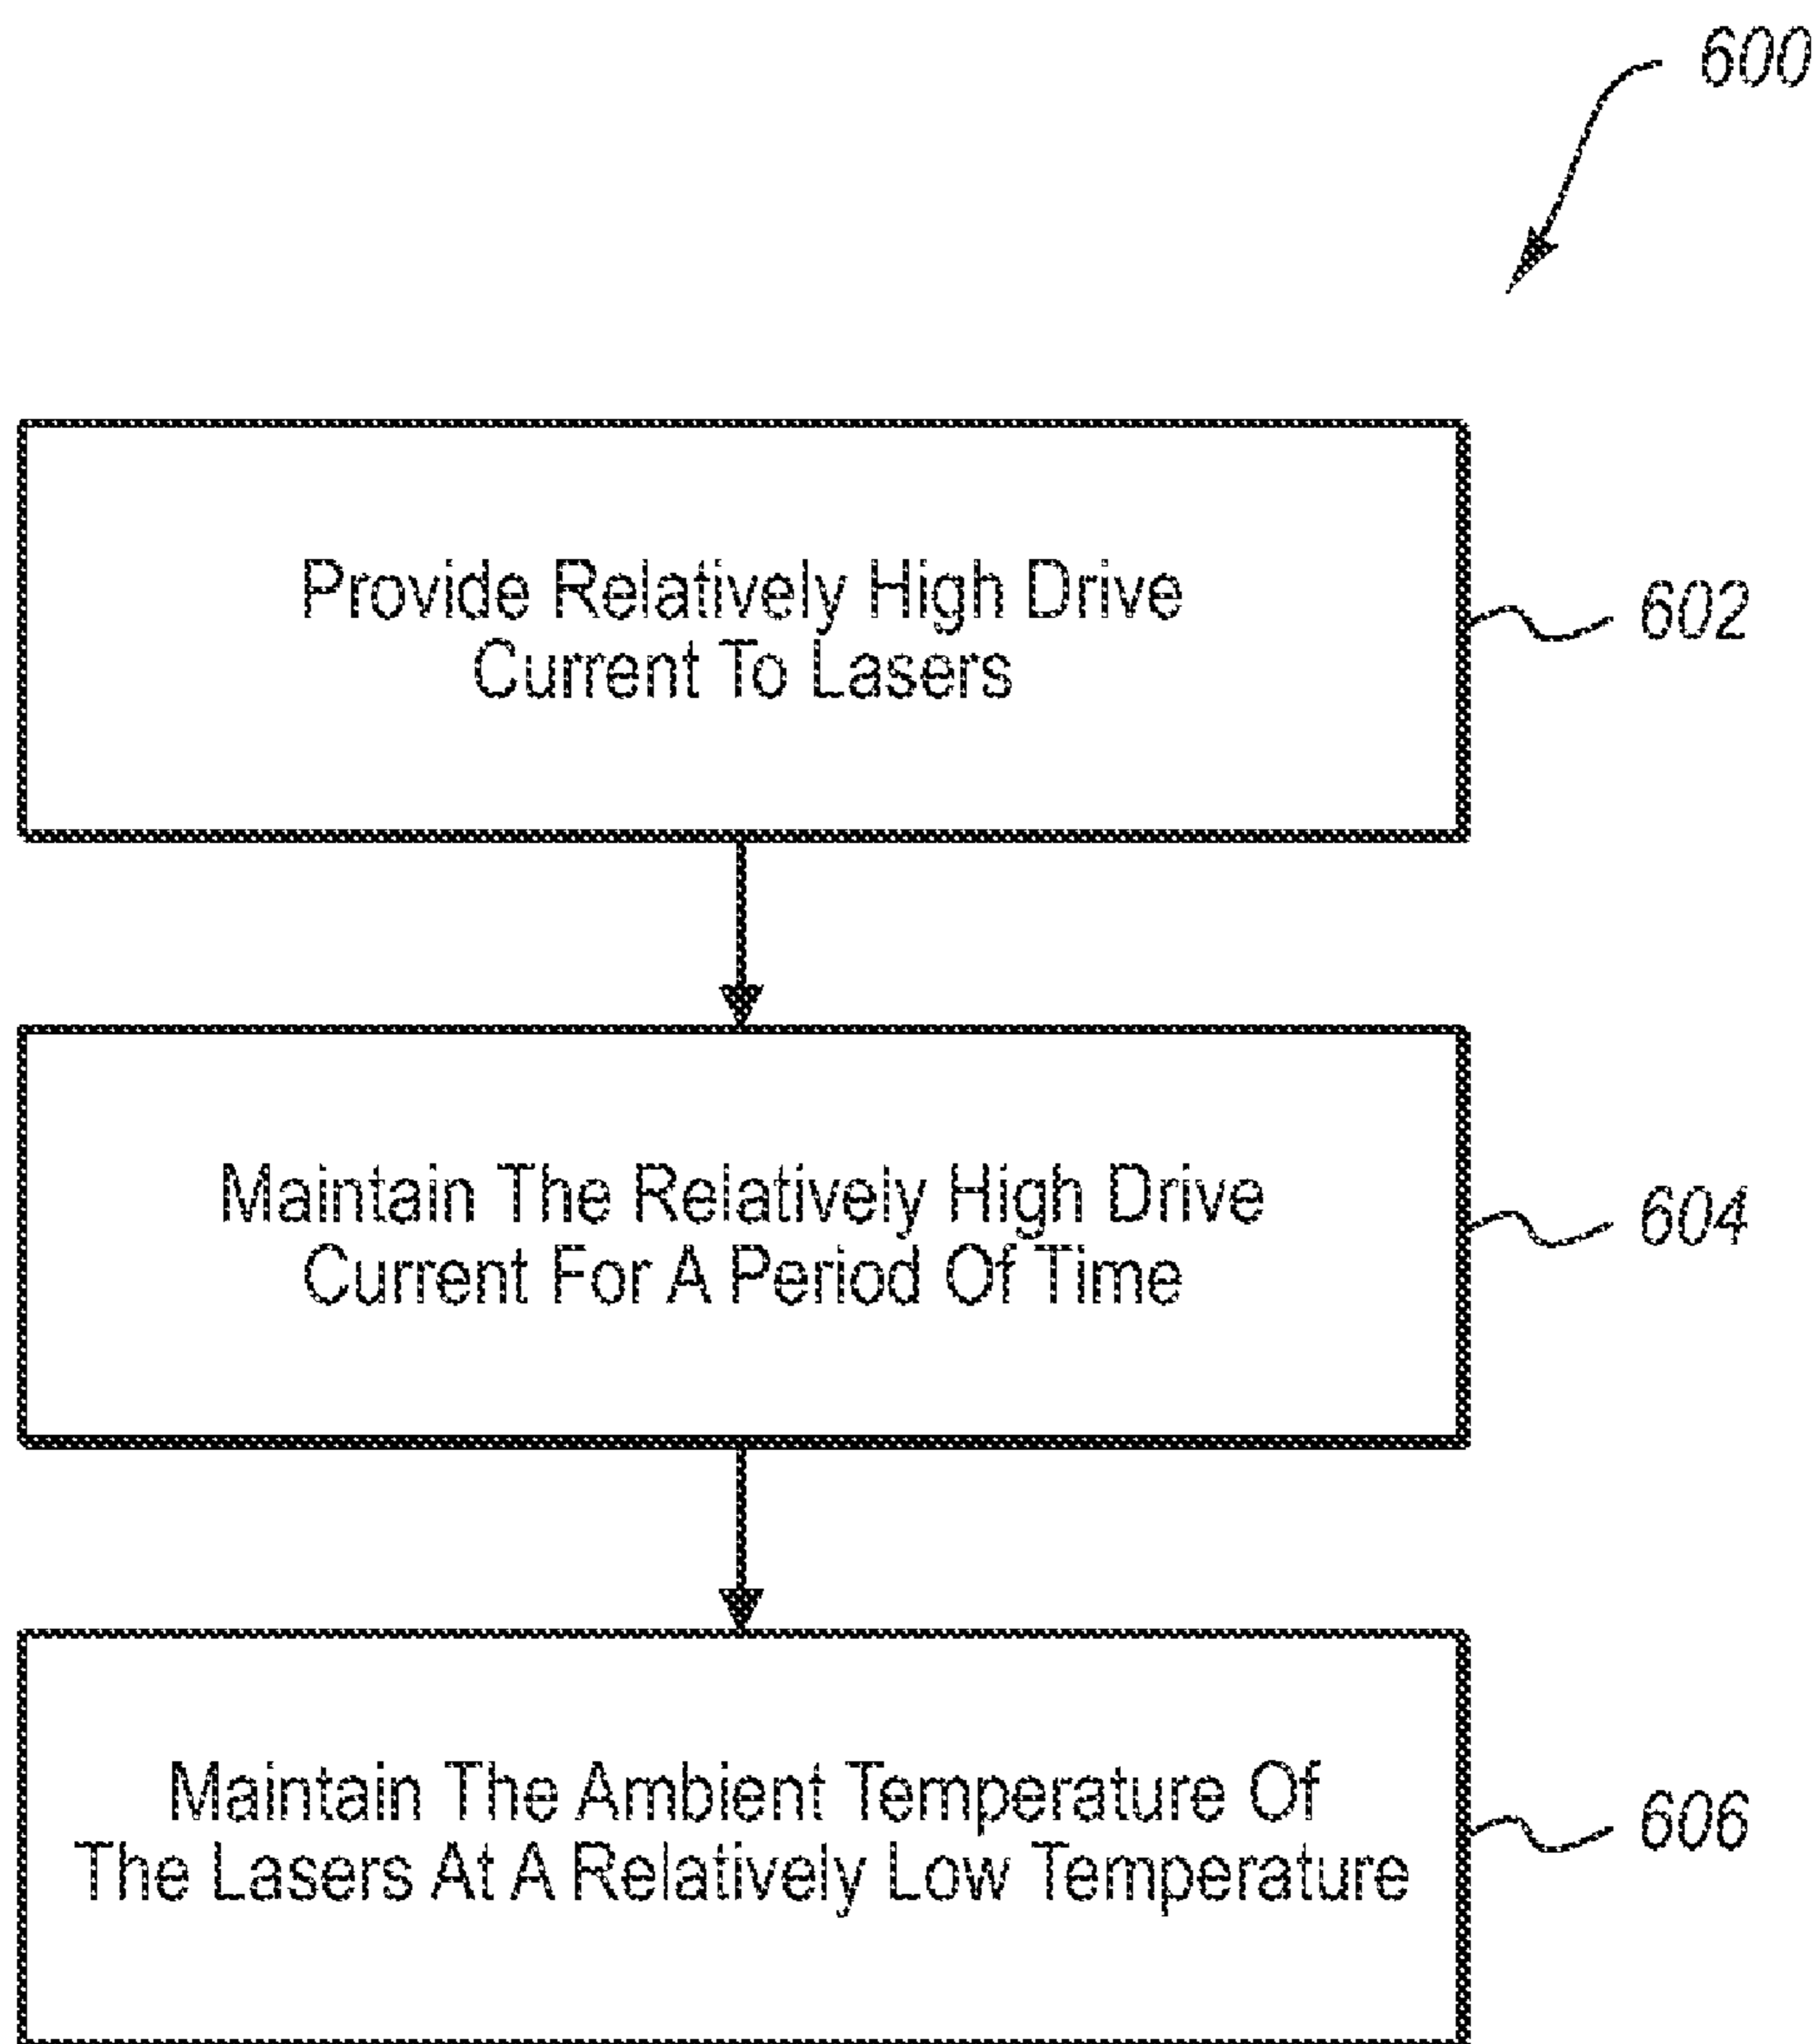 600
Provide Relatively High Drive
Current To Lasers
602
Maintain The Relatively High Drive
Current For A Period Of Time
604
Maintain The Ambient Temperature Of
The Lasers At A Relatively Low Temperature
606